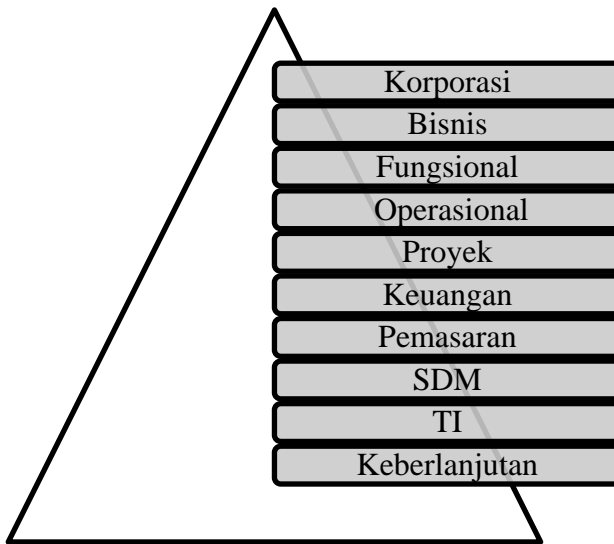 Korporasi
Bisnis
Fungsional
Operasional
Proyek
Keuangan
Pemasaran
SDM
TI
Keberlanjutan